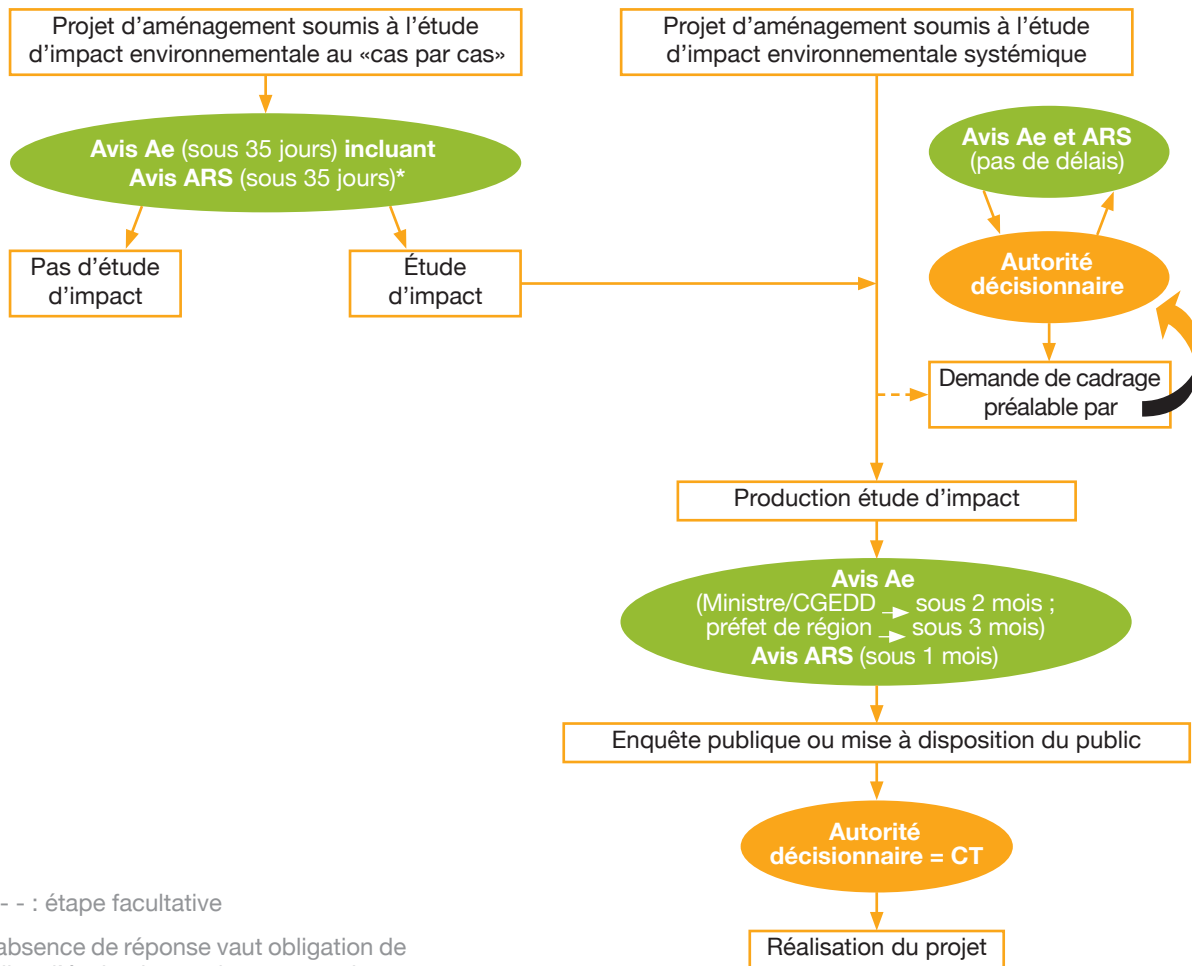 Projet d'aménagement soumis à l'étude
d'impact environnementale au «cas par cas»
Avis Ae (sous 35 jours) incluant
Avis ARS (sous 35 jours)*
Pas d'étude
d'impact
Étude
d'impact
Projet d'aménagement soumis à l'étude
d'impact environnementale systémique
Avis Ae et ARS
(pas de délais)
Autorité
décisionnaire
Demande de cadrage
préalable par
Production étude d'impact
Avis Ae
(Ministre/CGEDD → sous 2 mois ;
préfet de région → sous 3 mois)
Avis ARS (sous 1 mois)
Enquête publique ou mise à disposition du public
Autorité
décisionnaire = CT
Réalisation du projet
- - : étape facultative
absence de réponse vaut obligation de